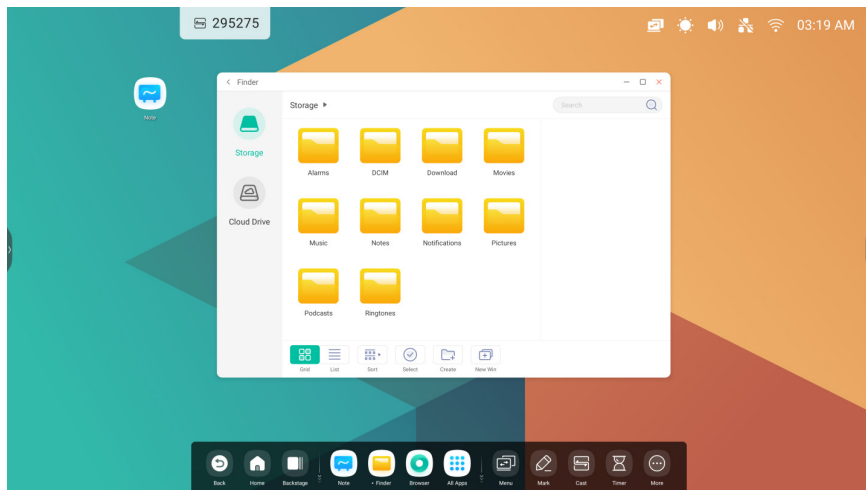 295275
03:19 AM
Note
Finder
Storage
Search
Storage
Cloud Drive
Alarms DCIM Download Movies
Music Notes Notifications Pictures
Podcasts Ringtones
Grid List Sort Select Create New Win
Back Home Backstage Note • Finder Browser All Apps Menu Mark Cast Timer More